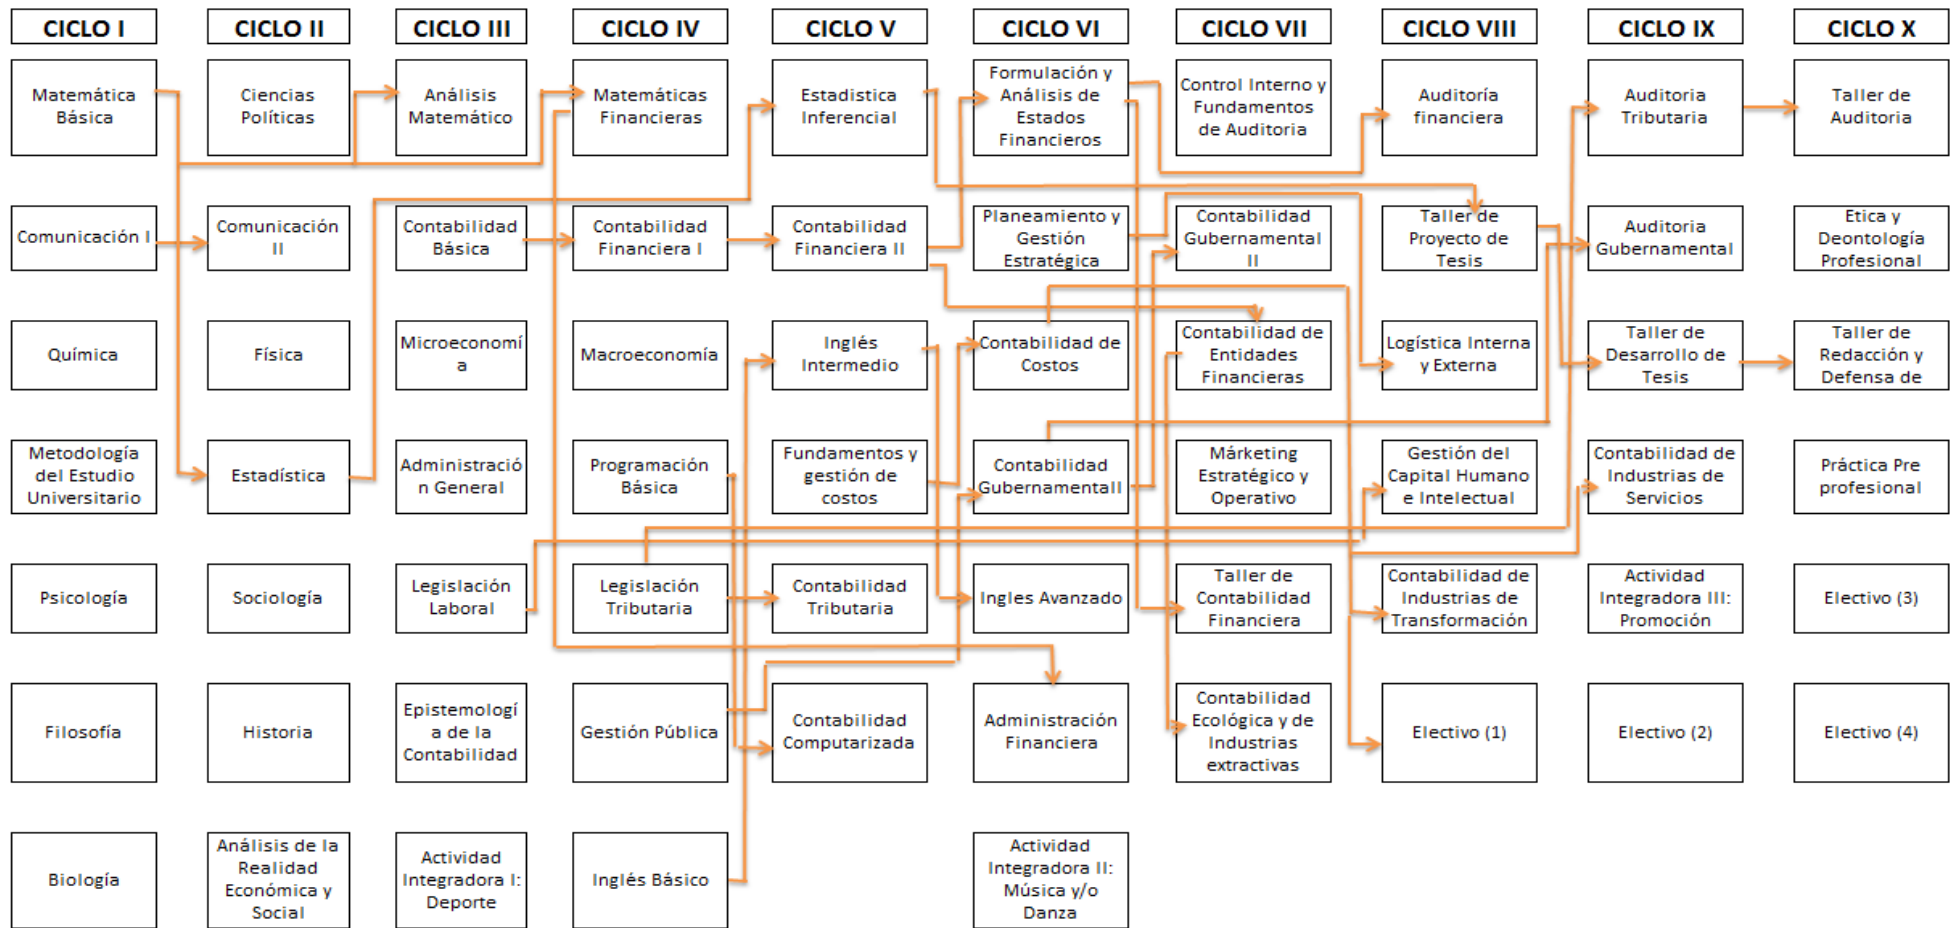 CICLO I
CICLO II
CICLO III
CICLO IV
CICLO V
CICLO VI
CICLO VII
CICLO VIII
CICLO IX
CICLO X
Matemática
Básica
Ciencias
Políticas
Análisis
Matemático
Matemáticas
Financieras
Estadistica
Inferencial
Formulación y
Análisis de
Estados
Financieros
Control Interno y
Fundamentos
de Auditoria
Auditoría
financiera
Auditoria
Tributaria
Taller de
Auditoria
Comunicación I
Comunicación
II
Contabilidad
Básica
Contabilidad
Financiera I
Contabilidad
Financiera II
Planeamiento y
Gestión
Estratégica
Contabilidad
Gubernamental
II
Taller de
Proyecto de
Tesis
Auditoria
Gubernamental
Etica y
Deontología
Profesional
Química
Física
Microeconomí
a
Macroeconomía
Inglés
Intermedio
Contabilidad de
Costos
Contabilidad de
Entidades
Financieras
Logística Interna
y Externa
Taller de
Desarrollo de
Tesis
Taller de
Redacción y
Defensa de
Metodología
del Estudio
Universitario
Estadística
Administració
n General
Programación
Básica
Fundamentos y
gestión de
costos
Contabilidad
GubernamentalI
Márketing
Estratégico y
Operativo
Gestión del
Capital Humano
e Intelectual
Contabilidad de
Industrias de
Servicios
Práctica Pre
profesional
Psicología
Sociología
Legislación
Laboral
Legislación
Tributaria
Contabilidad
Tributaria
Ingles Avanzado
Taller de
Contabilidad
Financiera
Contabilidad de
Industrias de
Transformación
Actividad
Integradora III:
Promoción
Electivo (3)
Filosofía
Historia
Epistemologí
a de la
Contabilidad
Gestión Pública
Contabilidad
Computarizada
Administración
Financiera
Contabilidad
Ecológica y de
Industrias
extractivas
Electivo (1)
Electivo (2)
Electivo (4)
Biología
Análisis de la
Realidad
Económica y
Social
Actividad
Integradora I:
Deporte
Inglés Básico
Actividad
Integradora II:
Música y/o
Danza